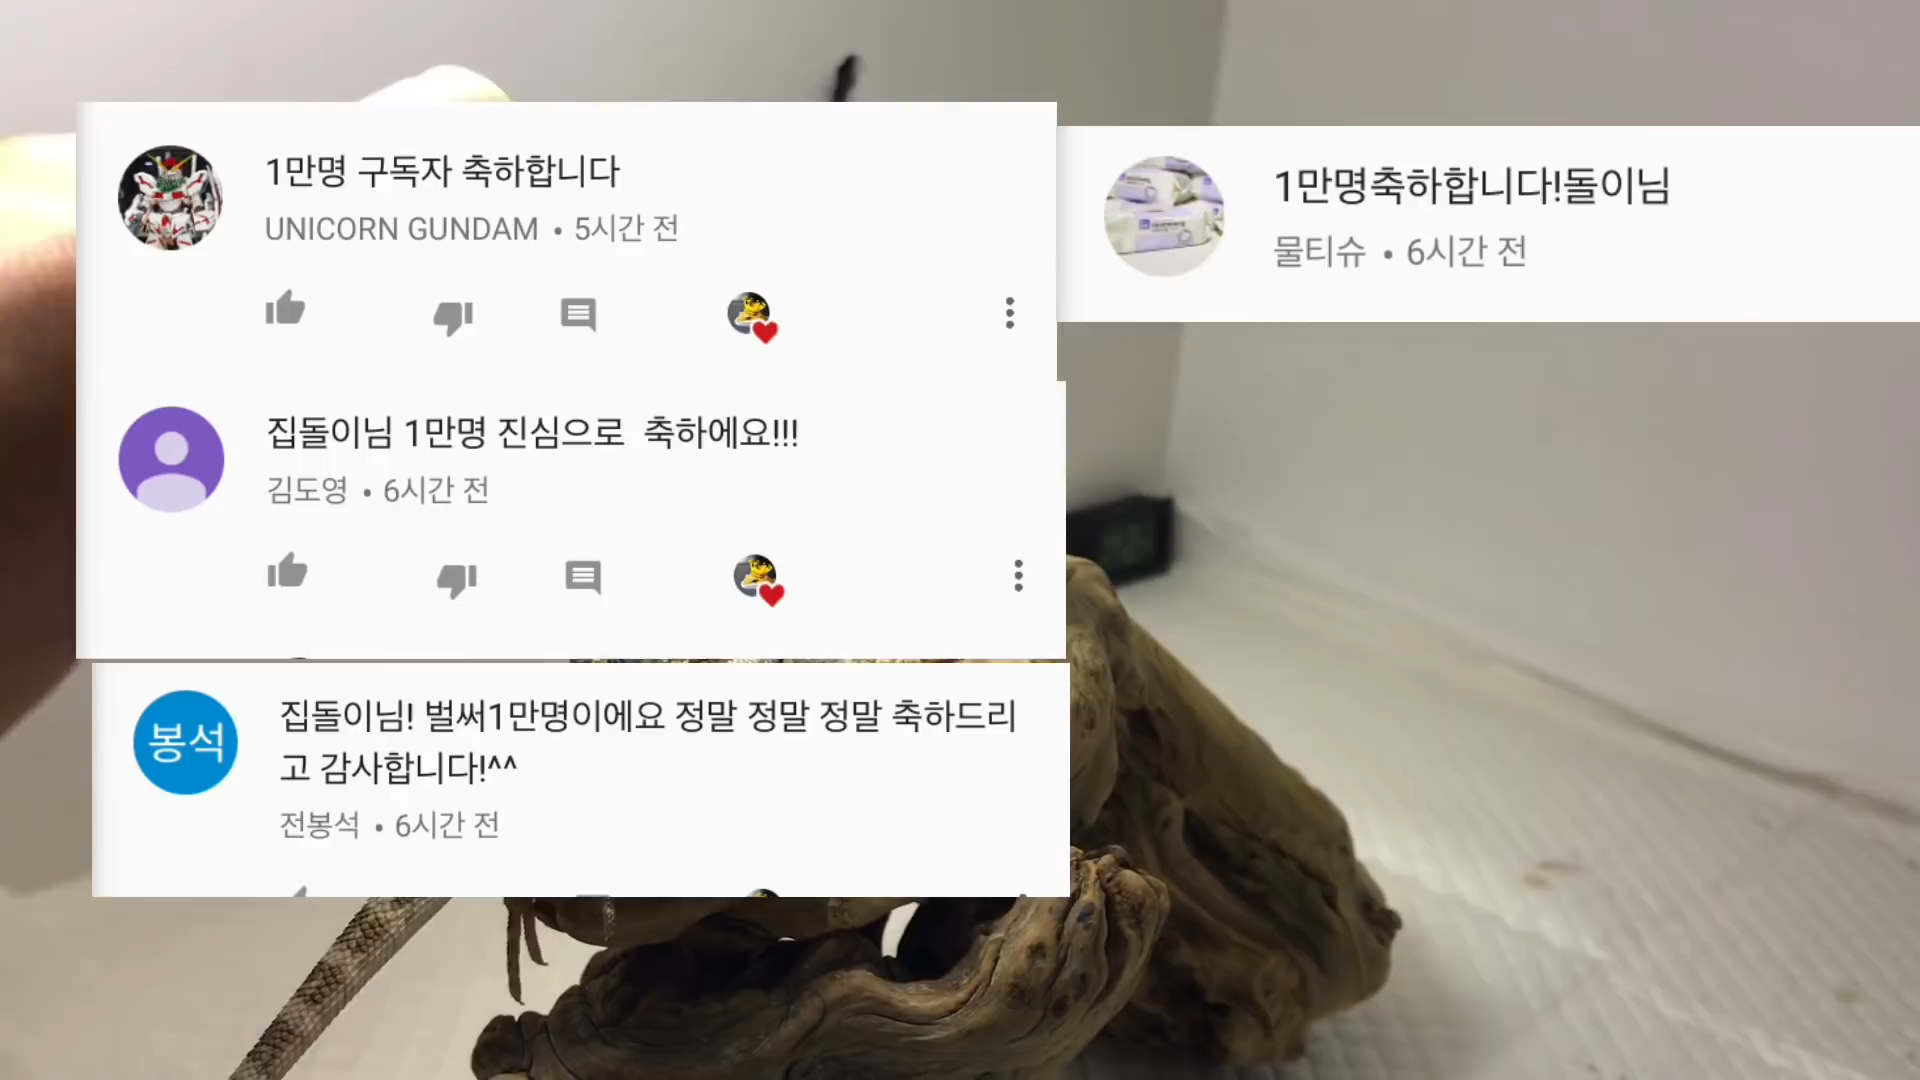 1만명 구독자 축하합니다
UNICORN GUNDAM • 5시간 전
집돌이님 1만명 진심으로 축하에요!!!
김도영 • 6시간 전
봉석
집돌이님! 벌써1만명이에요 정말 정말 정말 축하드리
고 감사합니다!^^
전봉석 • 6시간 전
1만명축하합니다!돌이님
물티슈 • 6시간 전